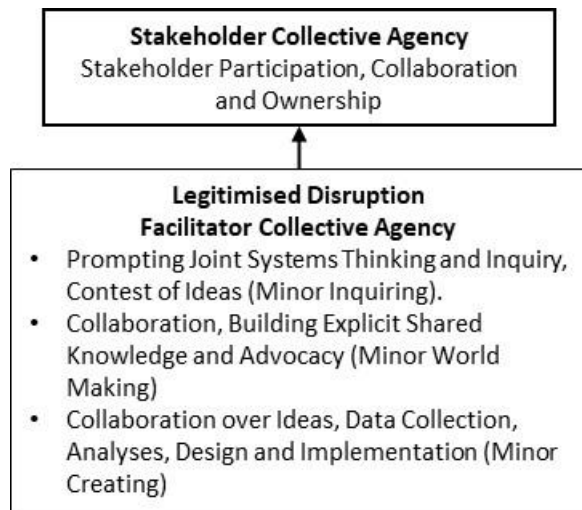 Stakeholder Collective Agency
Stakeholder Participation, Collaboration
and Ownership
Legitimised Disruption
Facilitator Collective Agency
• Prompting Joint Systems Thinking and Inquiry,
Contest of Ideas (Minor Inquiring).
• Collaboration, Building Explicit Shared
Knowledge and Advocacy (Minor World
Making)
• Collaboration over Ideas, Data Collection,
Analyses, Design and Implementation (Minor
Creating)